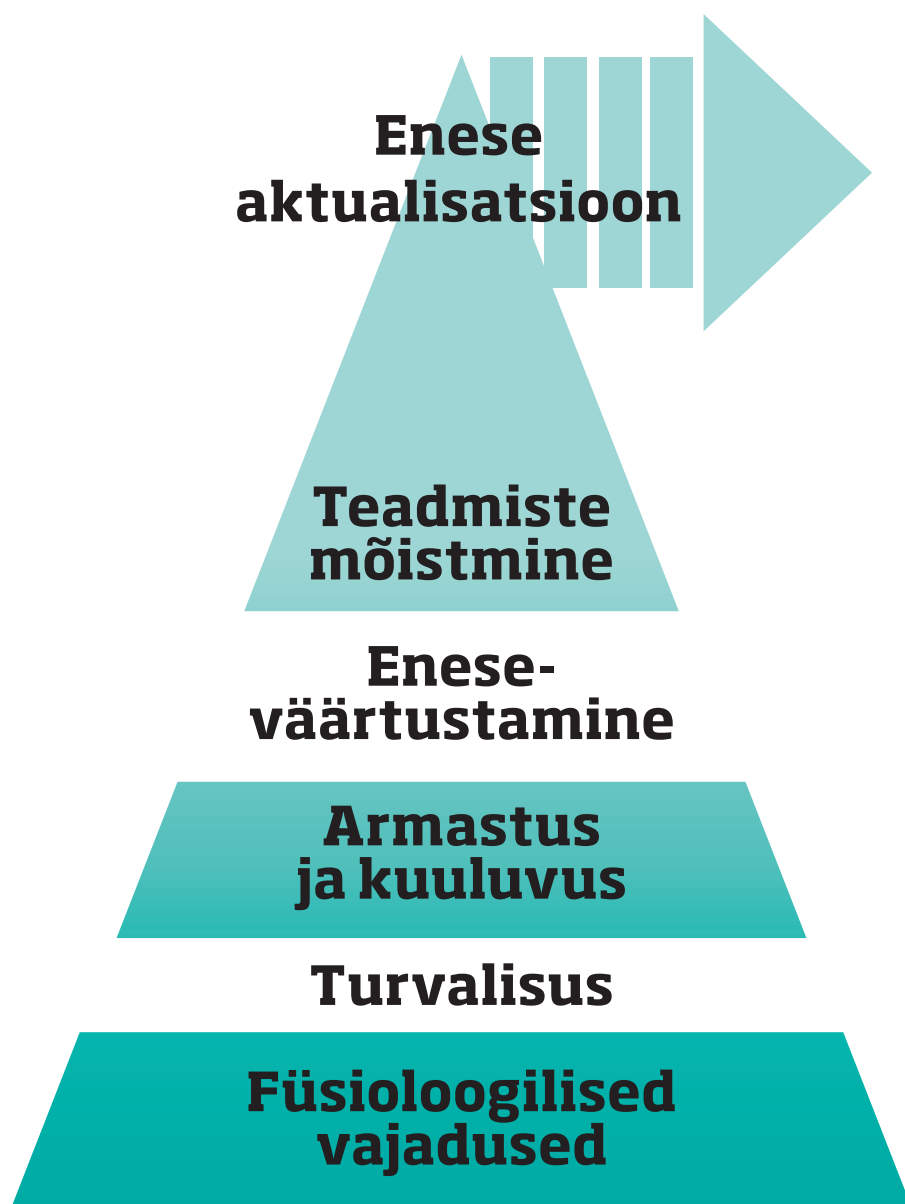 Enese
aktualisatsioon
Teadmiste
mõistmine
Enese-
väärtustamine
Armastus
ja kuuluvus
Turvalisus
Füsioloogilised
vajadused